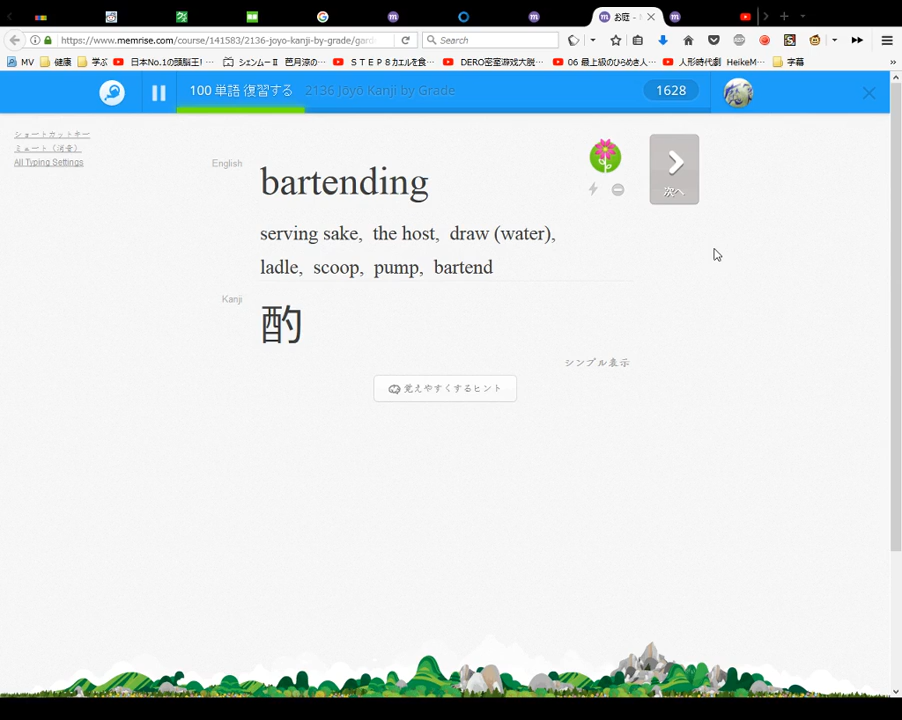 お庭 -
https://www.memrise.com/course/141583/2136-joyo-kanji-by-grade/gard
Search
MV 健康 学ぶ 日本No.1の頭脳王!… シェンムーⅡ 芭月涼の… ＳＴＥＰ8カエルを食… DERO密室游戏大脱… 06 最上級のひらめき人… 人形時代劇 HeikeM… 字幕
100 単語 復習する 2136 Jōyō Kanji by Grade 1628
ショートカットキー
ミュート（消音）
All Typing Settings
English
bartending
次へ
serving sake, the host, draw (water),
ladle, scoop, pump, bartend
Kanji
酌
シンプル表示
覚えやすくするヒント